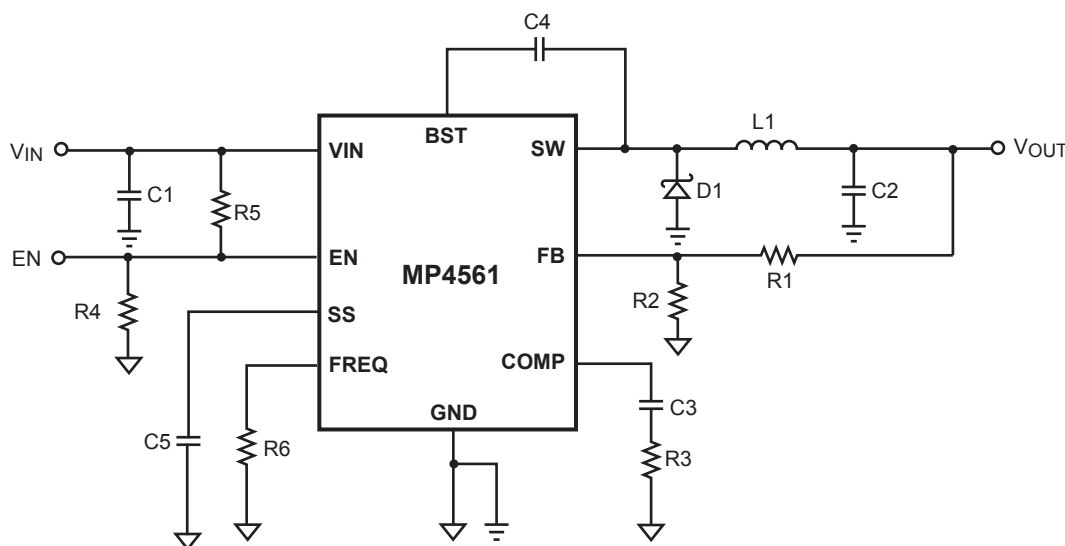 C4
BST
L1
VIN
VIN
SW
VOUT
C1
R5
D1
C2
EN
EN
FB
MP4561
R1
R4
R2
SS
FREQ
COMP
GND
C3
C5
R6
R3